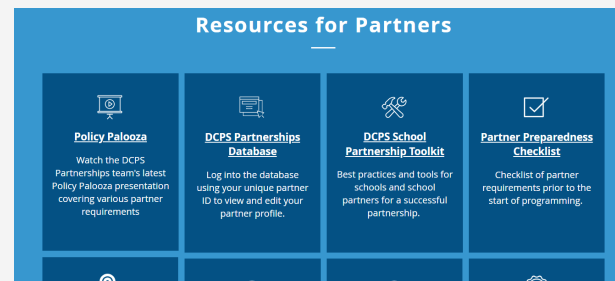 Resources for Partners
Policy Palooza
Watch the DCPS
Partnerships team's latest
Policy Palooza presentation
covering various partner
requirements
DCPS Partnerships
Database
Log into the database
using your unique partner
ID to view and edit your
partner profile.
DCPS School
Partnership Toolkit
Best practices and tools for
schools and school
partners for a successful
partnership.
Partner Preparedness
Checklist
Checklist of partner
requirements prior to the
start of programming.